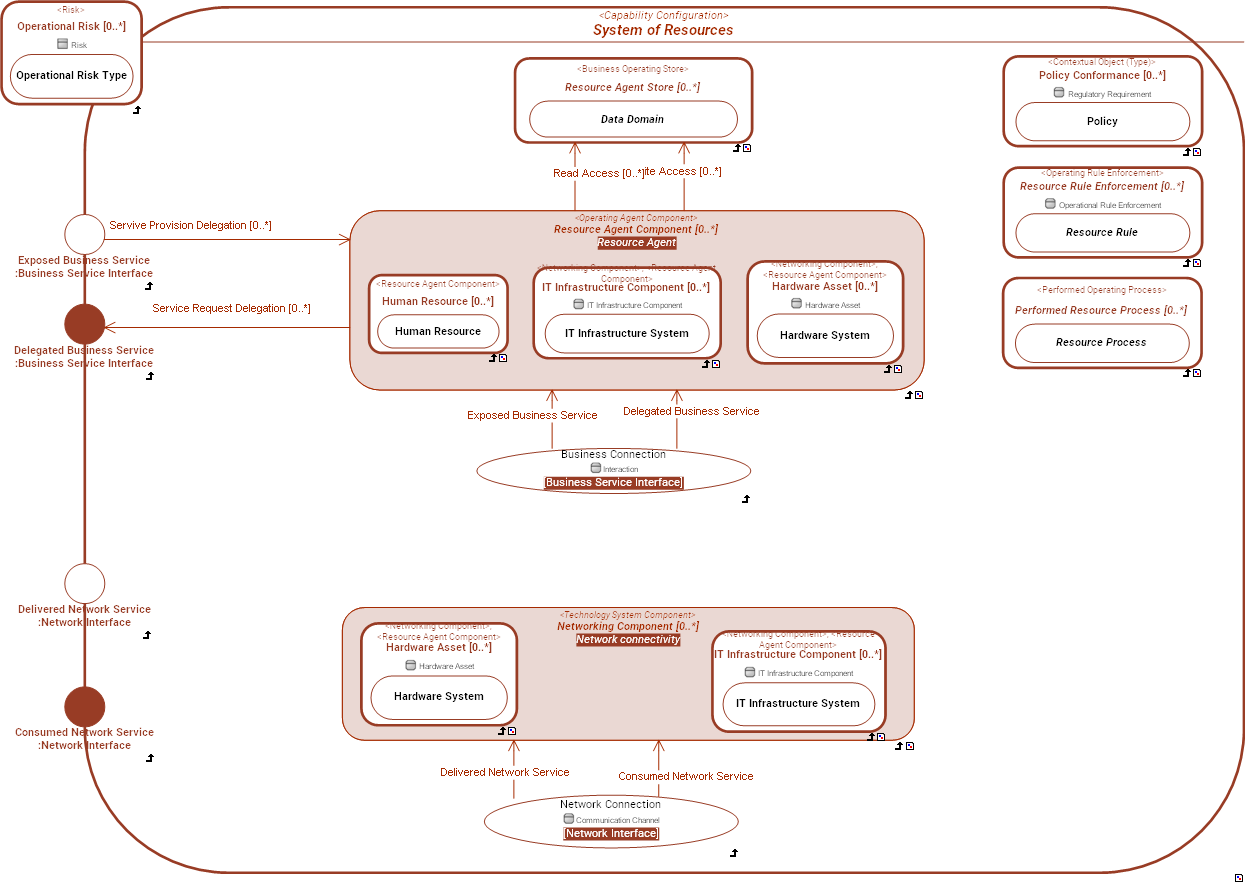 <Risk>
Operational Risk [0..*]
Risk
Operational Risk Type
<Capability Configuration>
System of Resources
<Business Operating Store>
Resource Agent Store [0..*]
Data Domain
<Contextual Object (Type)>
Policy Conformance [0..*]
Regulatory Requirement
Policy
Read Access [0..*]
ite Access [0..*]
<Operating Rule Enforcement>
Resource Rule Enforcement [0..*]
Operational Rule Enforcement
Resource Rule
Servive Provision Delegation [0..*]
<Operating Agent Component>
Resource Agent Component [0..*]
Resource Agent
Exposed Business Service
:Business Service Interface
<Resource Agent Component>
Human Resource [0..*]
Human Resource
<Networking Component>, <Resource Agent
Component>
IT Infrastructure Component [0..*]
IT Infrastructure Component
IT Infrastructure System
<Networking Component>,
<Resource Agent Component>
Hardware Asset [0..*]
Hardware Asset
Hardware System
<Performed Operating Process>
Performed Resource Process [0..*]
Resource Process
Service Request Delegation [0..*]
Delegated Business Service
:Business Service Interface
Exposed Business Service
Delegated Business Service
Business Connection
Interaction
[Business Service Interface]
Delivered Network Service
:Network Interface
<Technology System Component>
Networking Component [0..*]
Network connectivity
<Networking Component>,
<Resource Agent Component>
Hardware Asset [0..*]
Hardware Asset
Hardware System
<Networking Component>, <Resource
Agent Component>
IT Infrastructure Component [0..*]
IT Infrastructure Component
IT Infrastructure System
Consumed Network Service
:Network Interface
Delivered Network Service
Consumed Network Service
Network Connection
Communication Channel
[Network Interface]